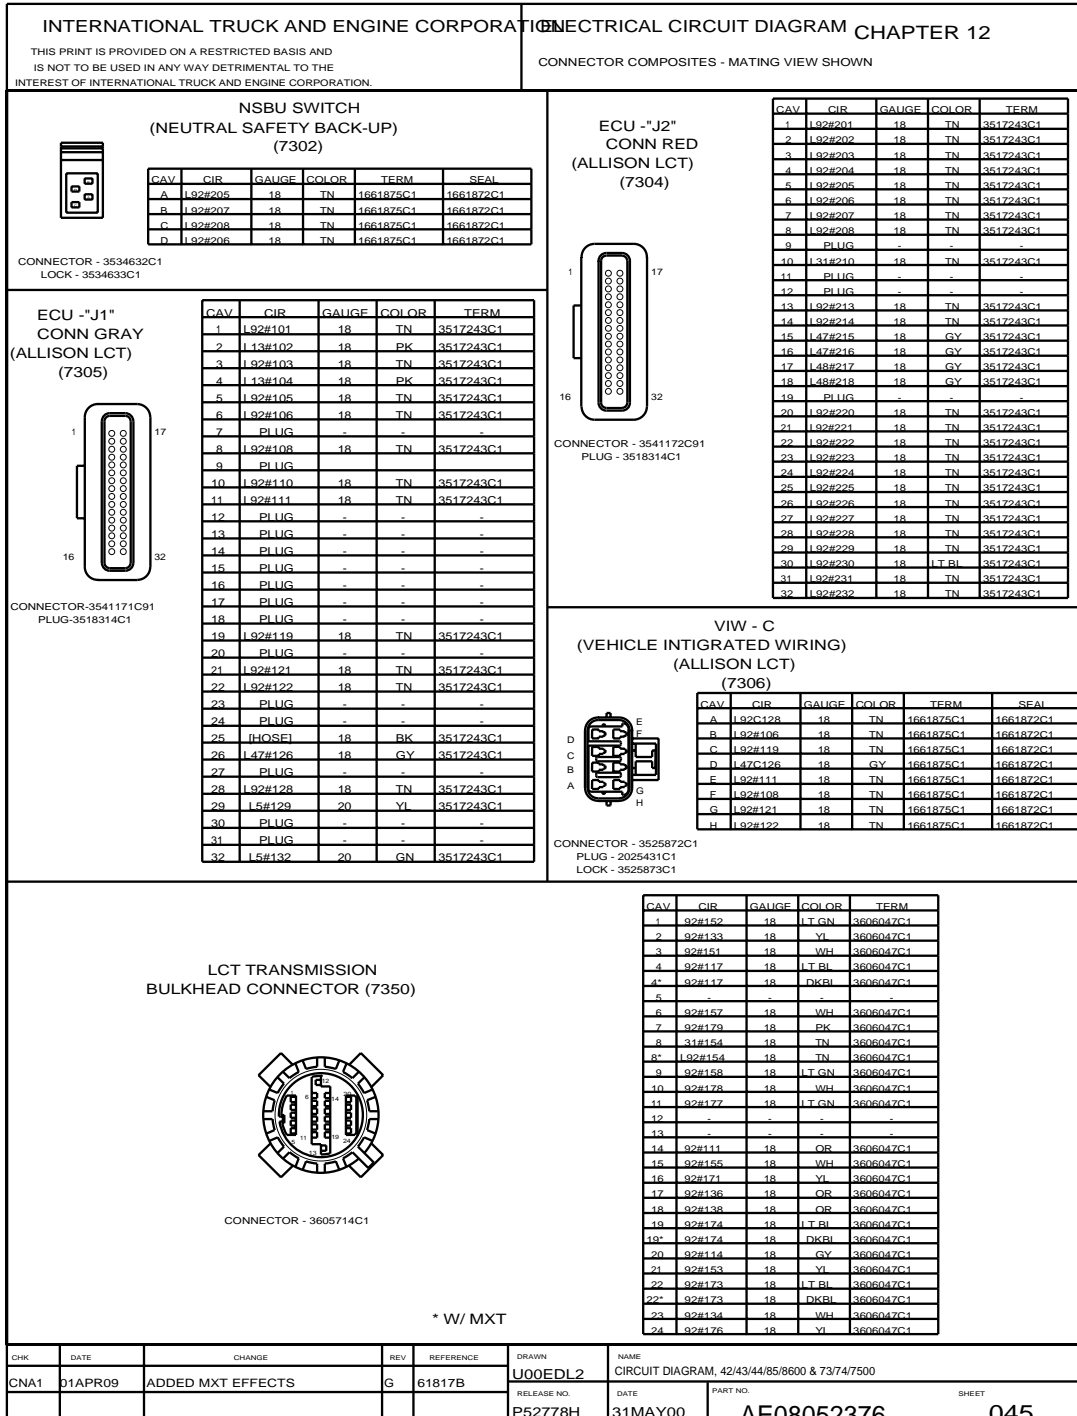 INTERNATIONAL TRUCK AND ENGINE CORPORATION
THIS PRINT IS PROVIDED ON A RESTRICTED BASIS AND
IS NOT TO BE USED IN ANY WAY DETRIMENTAL TO THE
INTEREST OF INTERNATIONAL TRUCK AND ENGINE CORPORATION.
ELECTRICAL CIRCUIT DIAGRAM CHAPTER 12
CONNECTOR COMPOSITES - MATING VIEW SHOWN
NSBU SWITCH
(NEUTRAL SAFETY BACK-UP)
(7302)
CAV CIR GAUGE COLOR TERM SEAL
A L92#205 18 TN 1661875C1 1661872C1
B L92#207 18 TN 1661875C1 1661872C1
C L92#208 18 TN 1661875C1 1661872C1
D L92#206 18 TN 1661875C1 1661872C1
CONNECTOR - 3534632C1
LOCK - 3534633C1
ECU -"J2"
CONN RED
(ALLISON LCT)
(7304)
1 17
16 32
CONNECTOR - 3541172C91
PLUG - 3518314C1
CAV CIR GAUGE COLOR TERM
1 L92#201 18 TN 3517243C1
2 L92#202 18 TN 3517243C1
3 L92#203 18 TN 3517243C1
4 L92#204 18 TN 3517243C1
5 L92#205 18 TN 3517243C1
6 L92#206 18 TN 3517243C1
7 L92#207 18 TN 3517243C1
8 L92#208 18 TN 3517243C1
9 PLUG - - -
10 L31#210 18 TN 3517243C1
11 PLUG - - -
12 PLUG - - -
13 L92#213 18 TN 3517243C1
14 L92#214 18 TN 3517243C1
15 L47#215 18 GY 3517243C1
16 L47#216 18 GY 3517243C1
17 L48#217 18 GY 3517243C1
18 L48#218 18 GY 3517243C1
19 PLUG - - -
20 L92#220 18 TN 3517243C1
21 L92#221 18 TN 3517243C1
22 L92#222 18 TN 3517243C1
23 L92#223 18 TN 3517243C1
24 L92#224 18 TN 3517243C1
25 L92#225 18 TN 3517243C1
26 L92#226 18 TN 3517243C1
27 L92#227 18 TN 3517243C1
28 L92#228 18 TN 3517243C1
29 L92#229 18 TN 3517243C1
30 L92#230 18 LT BL 3517243C1
31 L92#231 18 TN 3517243C1
32 L92#232 18 TN 3517243C1
ECU -"J1"
CONN GRAY
(ALLISON LCT)
(7305)
1 17
16 32
CONNECTOR-3541171C91
PLUG-3518314C1
CAV CIR GAUGE COLOR TERM
1 L92#101 18 TN 3517243C1
2 L13#102 18 PK 3517243C1
3 L92#103 18 TN 3517243C1
4 L13#104 18 PK 3517243C1
5 L92#105 18 TN 3517243C1
6 L92#106 18 TN 3517243C1
7 PLUG - - -
8 L92#108 18 TN 3517243C1
9 PLUG
10 L92#110 18 TN 3517243C1
11 L92#111 18 TN 3517243C1
12 PLUG - - -
13 PLUG - - -
14 PLUG - - -
15 PLUG - - -
16 PLUG - - -
17 PLUG - - -
18 PLUG - - -
19 L92#119 18 TN 3517243C1
20 PLUG - - -
21 L92#121 18 TN 3517243C1
22 L92#122 18 TN 3517243C1
23 PLUG - - -
24 PLUG - - -
25 [HOSE] 18 BK 3517243C1
26 L47#126 18 GY 3517243C1
27 PLUG - - -
28 L92#128 18 TN 3517243C1
29 L5#129 20 YL 3517243C1
30 PLUG - - -
31 PLUG - - -
32 L5#132 20 GN 3517243C1
VIW - C
(VEHICLE INTIGRATED WIRING)
(ALLISON LCT)
(7306)
D C B A
E F G H
CAV CIR GAUGE COLOR TERM SEAL
A L92C128 18 TN 1661875C1 1661872C1
B L92#106 18 TN 1661875C1 1661872C1
C L92#119 18 TN 1661875C1 1661872C1
D L47C126 18 GY 1661875C1 1661872C1
E L92#111 18 TN 1661875C1 1661872C1
F L92#108 18 TN 1661875C1 1661872C1
G L92#121 18 TN 1661875C1 1661872C1
H L92#122 18 TN 1661875C1 1661872C1
CONNECTOR - 3525872C1
PLUG - 2025431C1
LOCK - 3525873C1
LCT TRANSMISSION
BULKHEAD CONNECTOR (7350)
12
6 14
11 19
24
13
CONNECTOR - 3605714C1
* W/ MXT
CAV CIR GAUGE COLOR TERM
1 92#152 18 LT GN 3606047C1
2 92#133 18 YL 3606047C1
3 92#151 18 WH 3606047C1
4 92#117 18 LT BL 3606047C1
4* 92#117 18 DKBL 3606047C1
5 - - - -
6 92#157 18 WH 3606047C1
7 92#179 18 PK 3606047C1
8 31#154 18 TN 3606047C1
8* L92#154 18 TN 3606047C1
9 92#158 18 LT GN 3606047C1
10 92#178 18 WH 3606047C1
11 92#177 18 LT GN 3606047C1
12 - - - -
13 - - - -
14 92#111 18 OR 3606047C1
15 92#155 18 WH 3606047C1
16 92#171 18 YL 3606047C1
17 92#136 18 OR 3606047C1
18 92#138 18 OR 3606047C1
19 92#174 18 LT BL 3606047C1
19* 92#174 18 DKBL 3606047C1
20 92#114 18 GY 3606047C1
21 92#153 18 YL 3606047C1
22 92#173 18 LT BL 3606047C1
22* 92#173 18 DKBL 3606047C1
23 92#134 18 WH 3606047C1
24 92#176 18 YL 3606047C1
CHK DATE CHANGE REV REFERENCE
CNA1 01APR09 ADDED MXT EFFECTS G 61817B
DRAWN
U00EDL2
NAME
CIRCUIT DIAGRAM, 42/43/44/85/8600 & 73/74/7500
RELEASE NO.
P52778H
DATE
31MAY00
PART NO.
AE08052376
SHEET
045